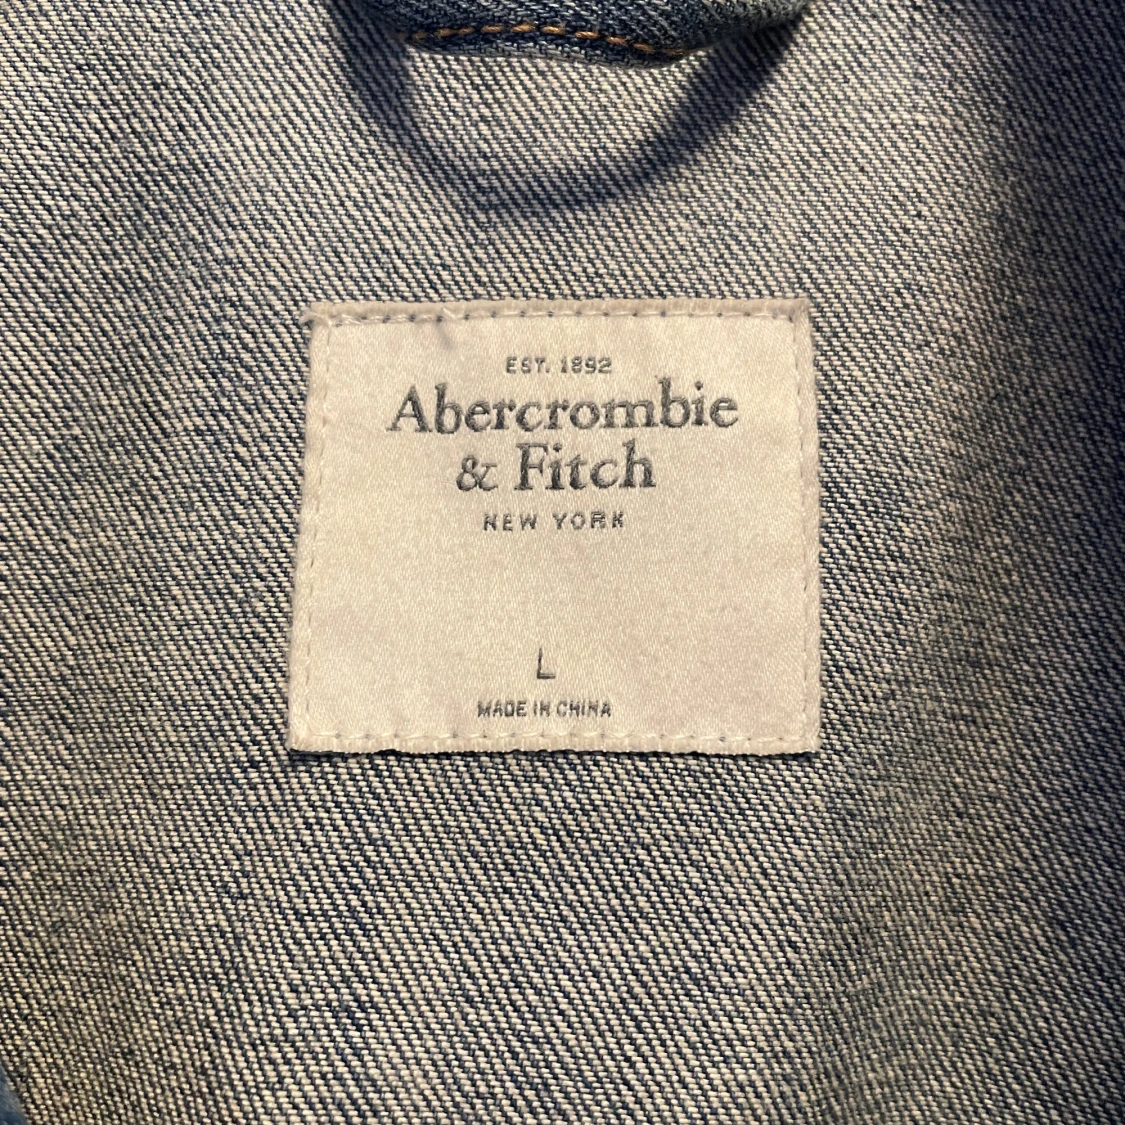 EST. 1892
Abercrombie
& Fitch
NEW YORK
L
MADE IN CHINA